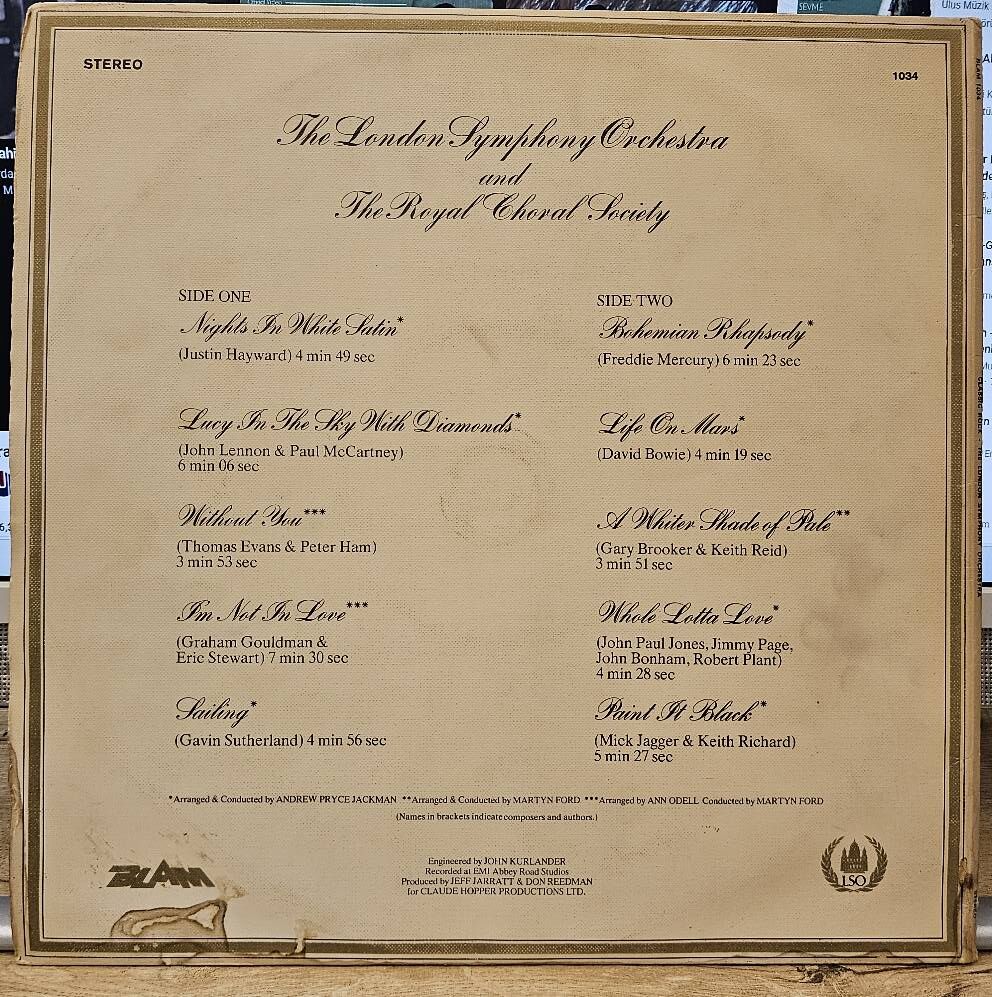 STEREO
1034
The London Symphony Orchestra
and
The Royal Choral Society
SIDE ONE
Nights In White Satin*
(Justin Hayward) 4 min 49 sec
Lucy In The Sky With Diamonds*
(John Lennon & Paul McCartney)
6 min 06 sec
Without You***
(Thomas Evans & Peter Ham)
3 min 53 sec
I'm Not In Love***
(Graham Gouldman &
Eric Stewart) 7 min 30 sec
Sailing*
(Gavin Sutherland) 4 min 56 sec
SIDE TWO
Bohemian Rhapsody*
(Freddie Mercury) 6 min 23 sec
Life On Mars*
(David Bowie) 4 min 19 sec
A Whiter Shade of Pale**
(Gary Brooker & Keith Reid)
3 min 51 sec
Whole Lotta Love*
(John Paul Jones, Jimmy Page,
John Bonham, Robert Plant)
4 min 28 sec
Paint It Black*
(Mick Jagger & Keith Richard)
5 min 27 sec
*Arranged & Conducted by ANDREW PRYCE JACKMAN **Arranged & Conducted by MARTYN FORD ***Arranged by ANN ODELL Conducted by MARTYN FORD
(Names in brackets indicate composers and authors.)
Engineered by JOHN KURLANDER
Recorded at EMI Abbey Road Studios
Produced by JEFF JARRATT & DON REEDMAN
for CLAUDE HOPPER PRODUCTIONS LTD.
BLAM
LSO
BLAM 1034
SEVME
Ulus Müzik